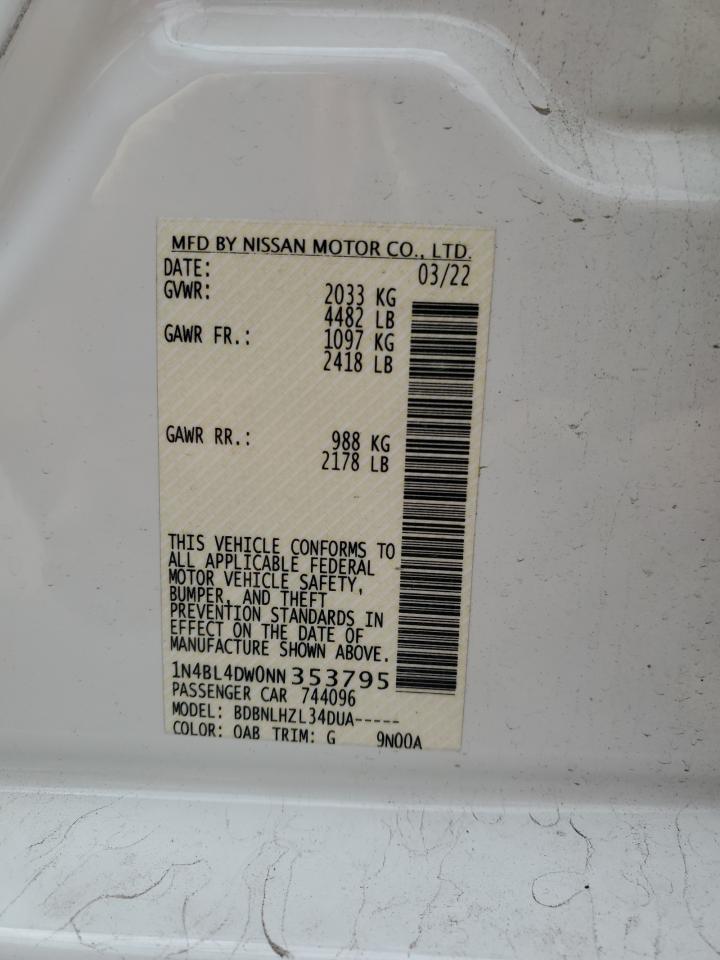 MFD BY NISSAN MOTOR CO., LTD.
DATE: 03/22
GVWR: 2033 KG
4482 LB
GAWR FR.: 1097 KG
2418 LB
GAWR RR.: 988 KG
2178 LB
THIS VEHICLE CONFORMS TO
ALL APPLICABLE FEDERAL
MOTOR VEHICLE SAFETY,
BUMPER, AND THEFT
PREVENTION STANDARDS IN
EFFECT ON THE DATE OF
MANUFACTURE SHOWN ABOVE.
1N4BL4DW0NN353795
PASSENGER CAR 744096
MODEL: BDBNLHZL34DUA-----
COLOR: QAB TRIM: G 9N00A